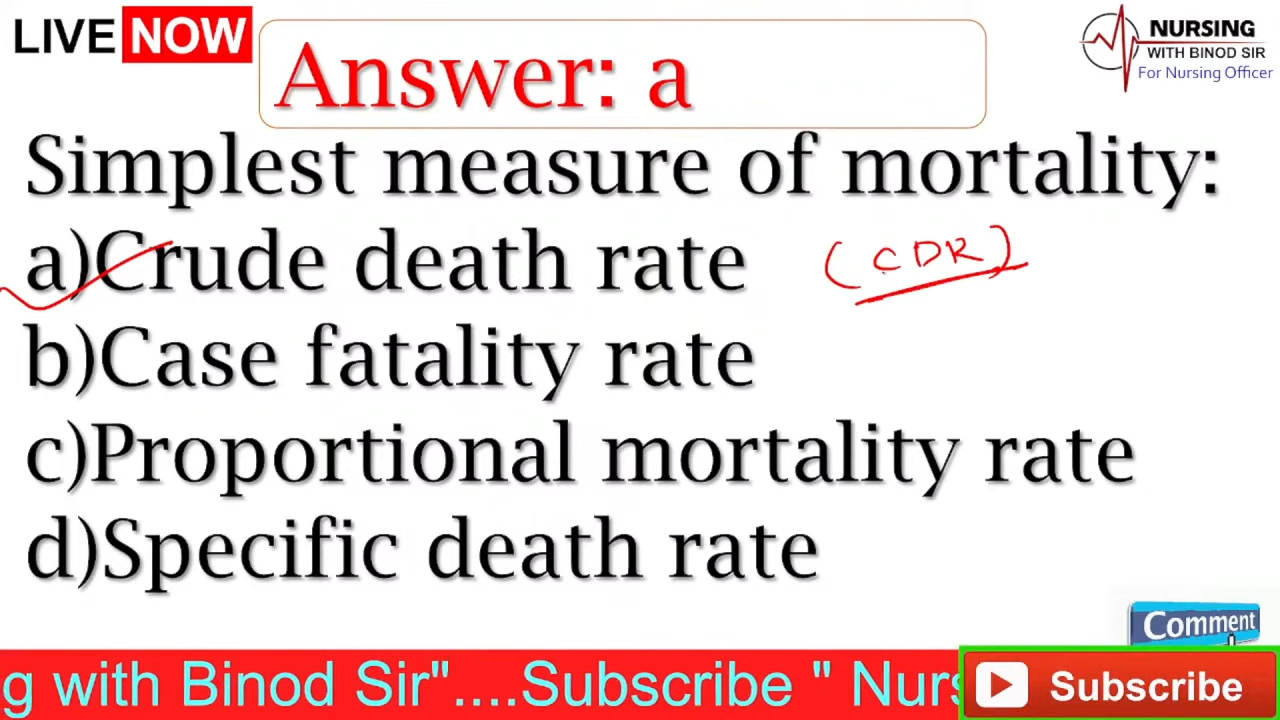 LIVE NOW
Answer: a
NURSING
WITH BINOD SIR
For Nursing Officer
Simplest measure of mortality:
a)Crude death rate (CDR)
b)Case fatality rate
c)Proportional mortality rate
d)Specific death rate
Comment
g with Binod Sir"....Subscribe " Nurs
Subscribe